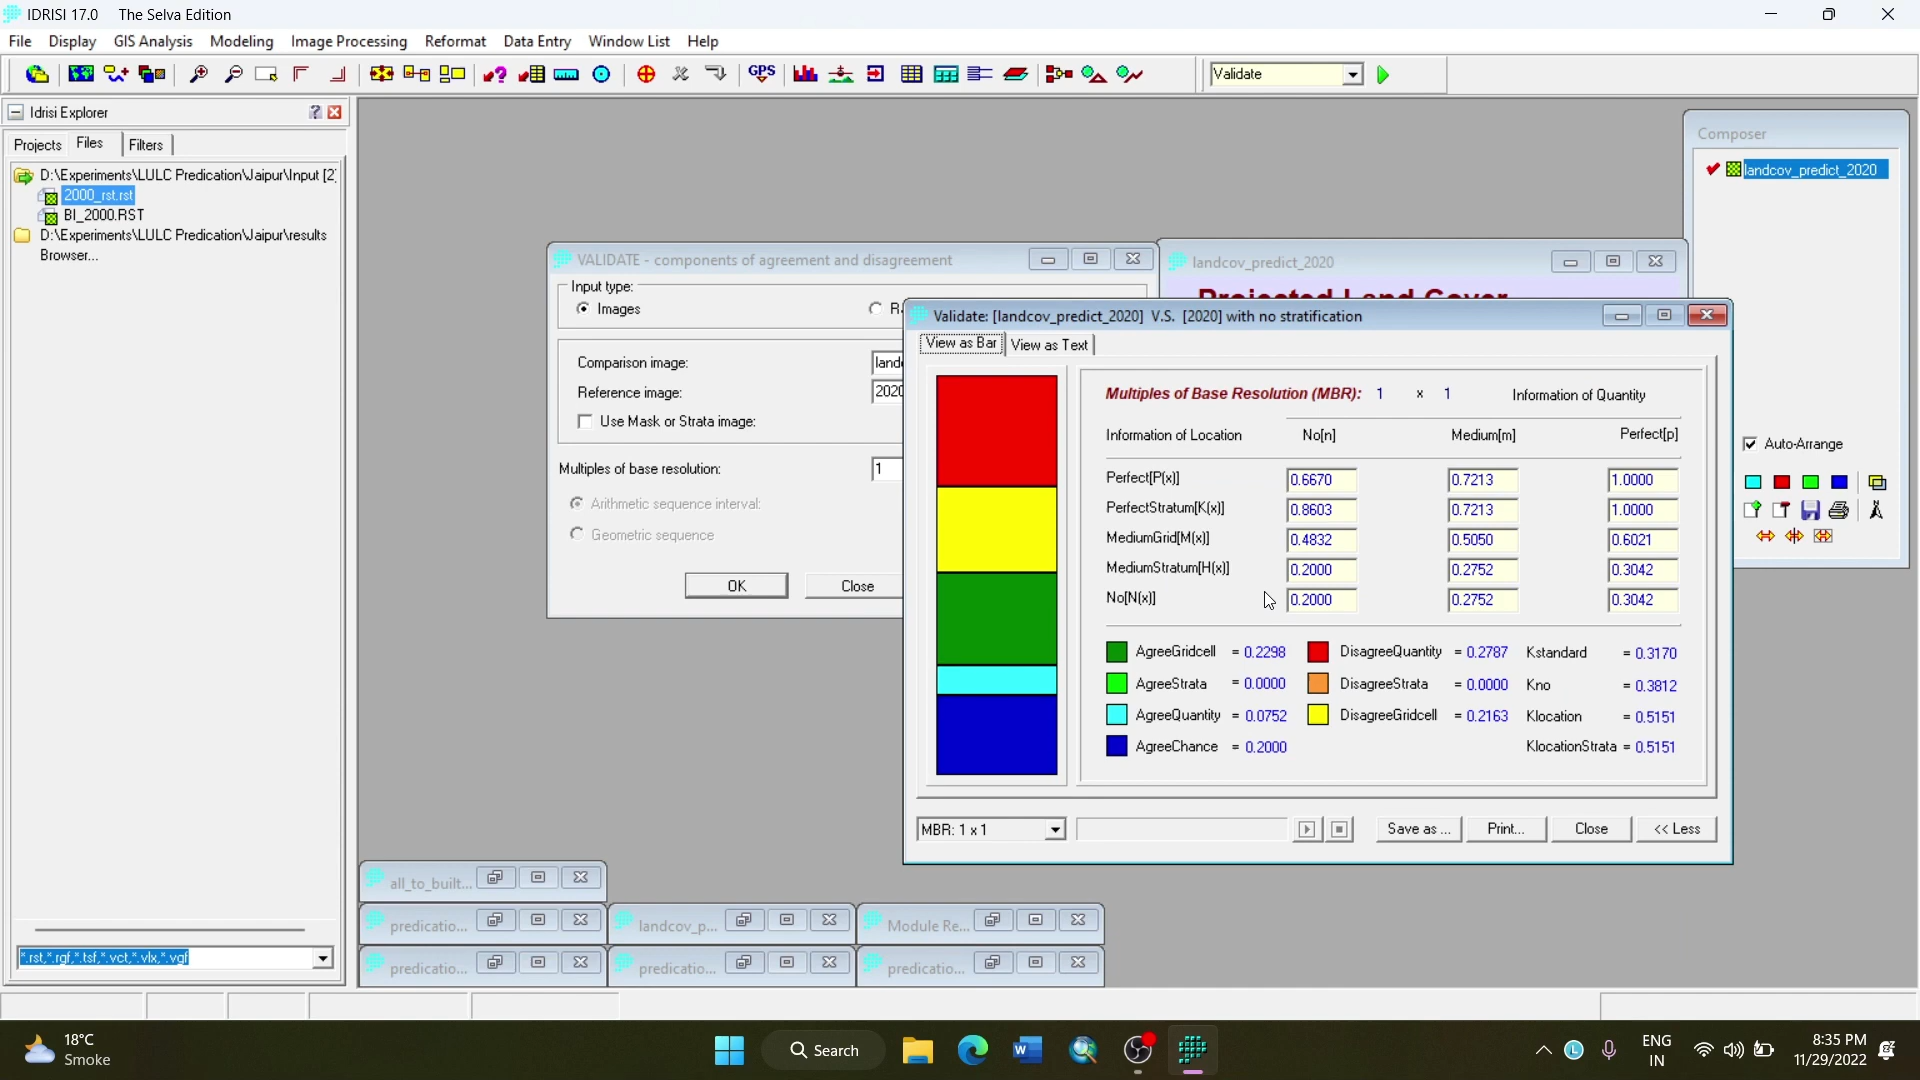 IDRISI 17.0 The Selva Edition
File Display GIS Analysis Modeling Image Processing Reformat Data Entry Window List Help
GPS
Validate
Idrisi Explorer
Projects Files Filters
D:\Experiments\LULC Predication\Jaipur\Input [2]
2000_rst.rst
BI_2000.RST
D:\Experiments\LULC Predication\Jaipur\results
Browser...
*.rst,*.rgf,*.tsf,*.vct,*.vlx,*.vgf
Composer
landcov_predict_2020
Auto-Arrange
VALIDATE - components of agreement and disagreement
Input type:
Images
Comparison image:
land
Reference image:
2020
Use Mask or Strata image:
Multiples of base resolution:
1
Arithmetic sequence interval:
Geometric sequence
OK Close
landcov_predict_2020
Projected Land Cover
Validate: [landcov_predict_2020] V.S. [2020] with no stratification
View as Bar View as Text
Multiples of Base Resolution (MBR): 1 x 1 Information of Quantity
Information of Location No[n] Medium[m] Perfect[p]
Perfect[P(x)] 0.6670 0.7213 1.0000
PerfectStratum[K(x)] 0.8603 0.7213 1.0000
MediumGrid[M(x)] 0.4832 0.5050 0.6021
MediumStratum[H(x)] 0.2000 0.2752 0.3042
No[N(x)] 0.2000 0.2752 0.3042
AgreeGridcell = 0.2298 DisagreeQuantity = 0.2787 Kstandard = 0.3170
AgreeStrata = 0.0000 DisagreeStrata = 0.0000 Kno = 0.3812
AgreeQuantity = 0.0752 DisagreeGridcell = 0.2163 Klocation = 0.5151
AgreeChance = 0.2000 KlocationStrata = 0.5151
MBR: 1 x 1 Save as ... Print... Close << Less
all_to_built...
predicatio... landcov_p... Module Re...
predicatio... predicatio... predicatio...
18°C
Smoke
Search
ENG
IN
8:35 PM
11/29/2022